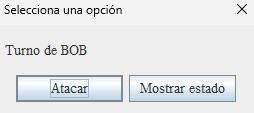 Selecciona una opción
Turno de BOB
Atacar
Mostrar estado